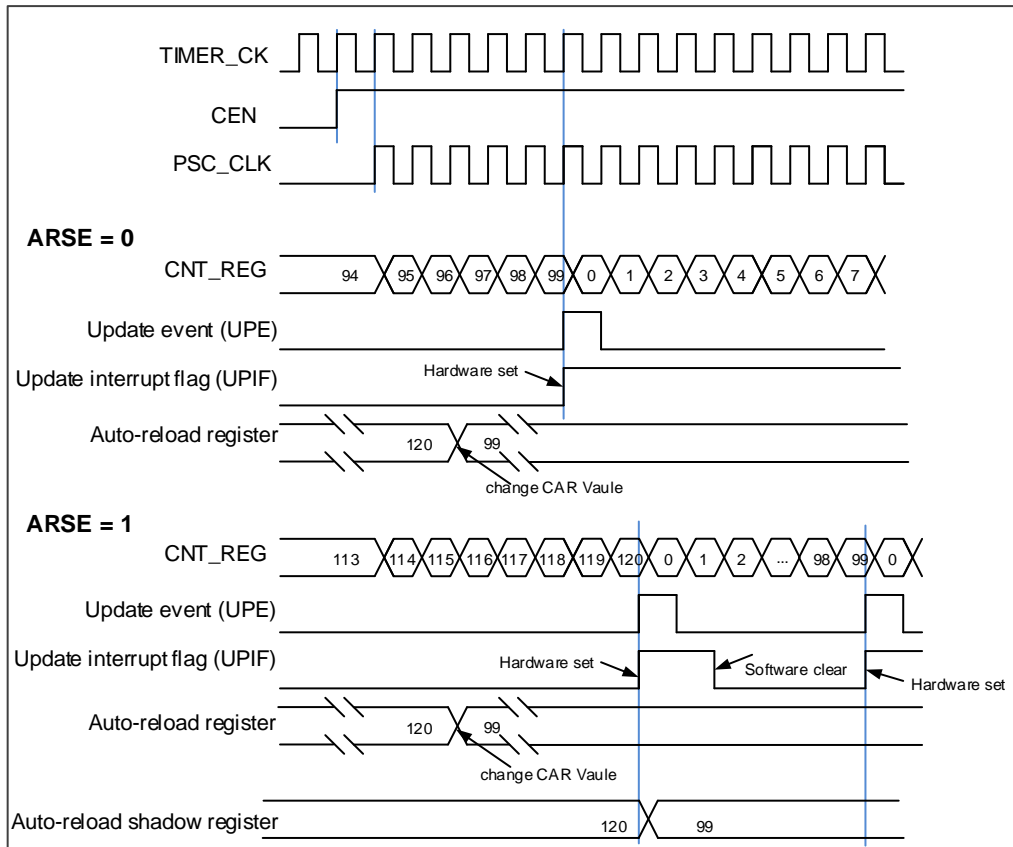 TIMER_CK
CEN
PSC_CLK
ARSE = 0
CNT_REG 94 95 96 97 98 99 0 1 2 3 4 5 6 7
Update event (UPE)
Update interrupt flag (UPIF) Hardware set
Auto-reload register 120 99
change CAR Vaule
ARSE = 1
CNT_REG 113 114 115 116 117 118 119 120 0 1 2 ... 98 99 0
Update event (UPE)
Update interrupt flag (UPIF) Hardware set Software clear Hardware set
Auto-reload register 120 99
change CAR Vaule
Auto-reload shadow register 120 99